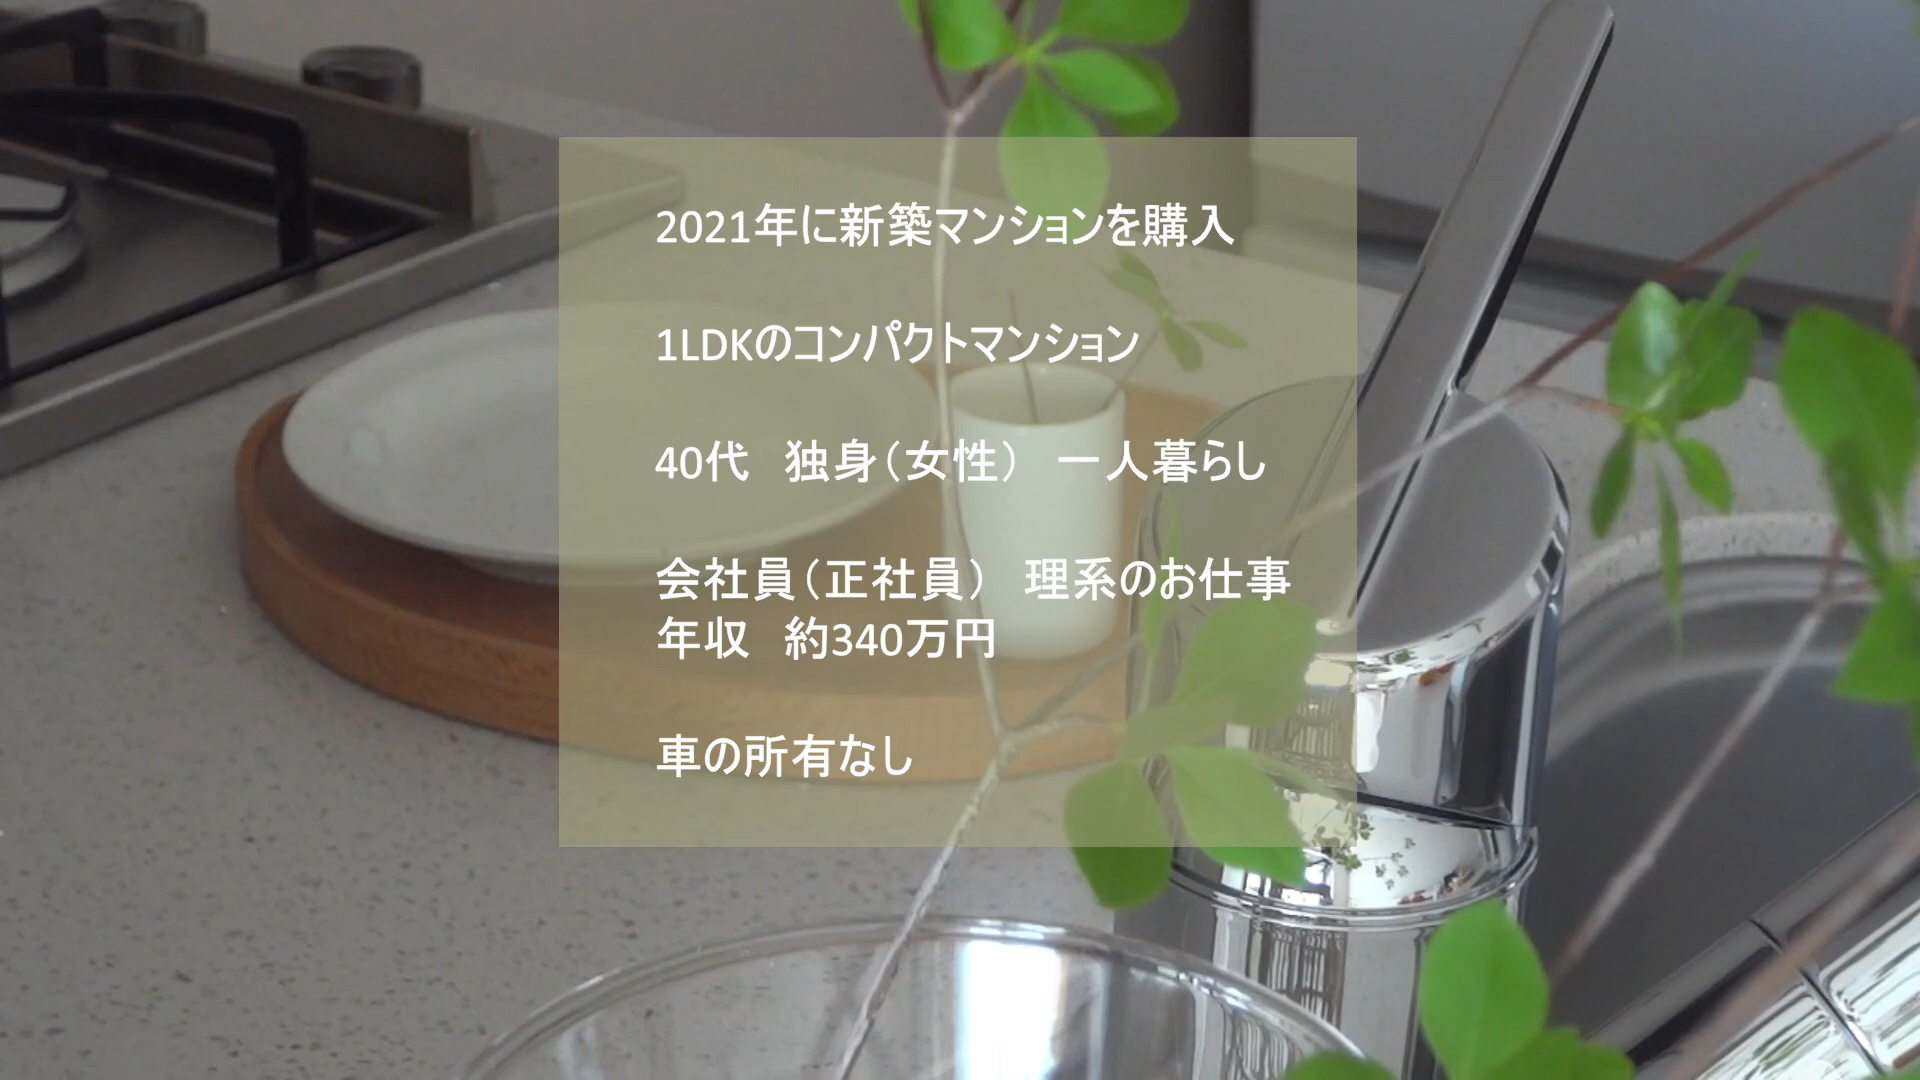 2021年に新築マンションを購入
1LDKのコンパクトマンション
40代　独身（女性）　一人暮らし
会社員（正社員）　理系のお仕事
年収　約340万円
車の所有なし